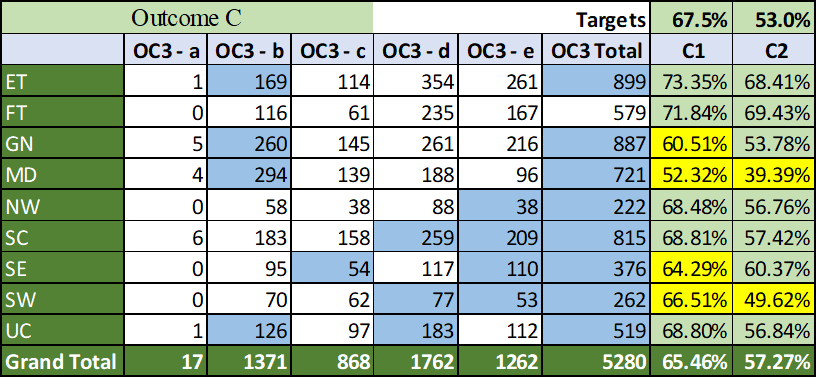 Outcome C Targets 67.5% 53.0%
OC3 - a OC3 - b OC3 - c OC3 - d OC3 - e OC3 Total C1 C2
ET 1 169 114 354 261 899 73.35% 68.41%
FT 0 116 61 235 167 579 71.84% 69.43%
GN 5 260 145 261 216 887 60.51% 53.78%
MD 4 294 139 188 96 721 52.32% 39.39%
NW 0 58 38 88 38 222 68.48% 56.76%
SC 6 183 158 259 209 815 68.81% 57.42%
SE 0 95 54 117 110 376 64.29% 60.37%
SW 0 70 62 77 53 262 66.51% 49.62%
UC 1 126 97 183 112 519 68.80% 56.84%
Grand Total 17 1371 868 1762 1262 5280 65.46% 57.27%